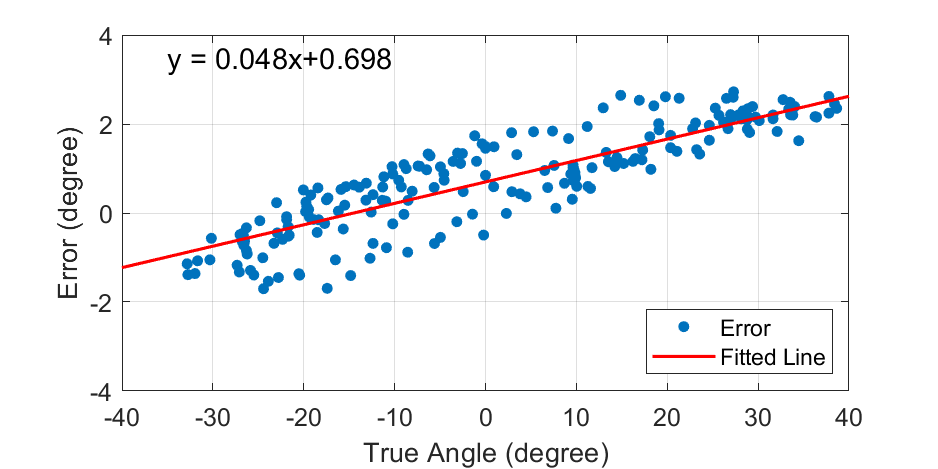 y = 0.048x+0.698
Error (degree)
4
2
0
-2
-4
-40
-30
-20
-10
0
10
20
30
40
True Angle (degree)
Error
Fitted Line